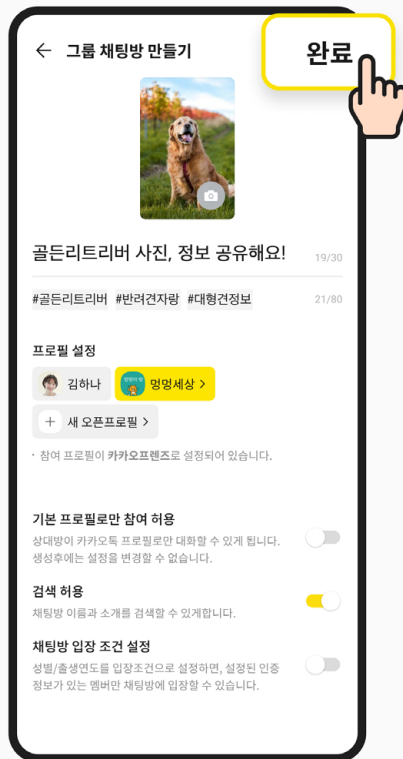 그룹 채팅방 만들기
완료
골든리트리버 사진, 정보 공유해요! 19/30
#골든리트리버 #반려견자랑 #대형견정보 21/80
프로필 설정
김하나 멍멍세상 >
+ 새 오픈프로필 >
· 참여 프로필이 카카오프렌즈로 설정되어 있습니다.
기본 프로필로만 참여 허용
상대방이 카카오톡 프로필로만 대화할 수 있게 됩니다.
생성후에는 설정을 변경할 수 없습니다.
검색 허용
채팅방 이름과 소개를 검색할 수 있게합니다.
채팅방 입장 조건 설정
성별/출생연도를 입장조건으로 설정하면, 설정된 인증
정보가 있는 멤버만 채팅방에 입장할 수 있습니다.